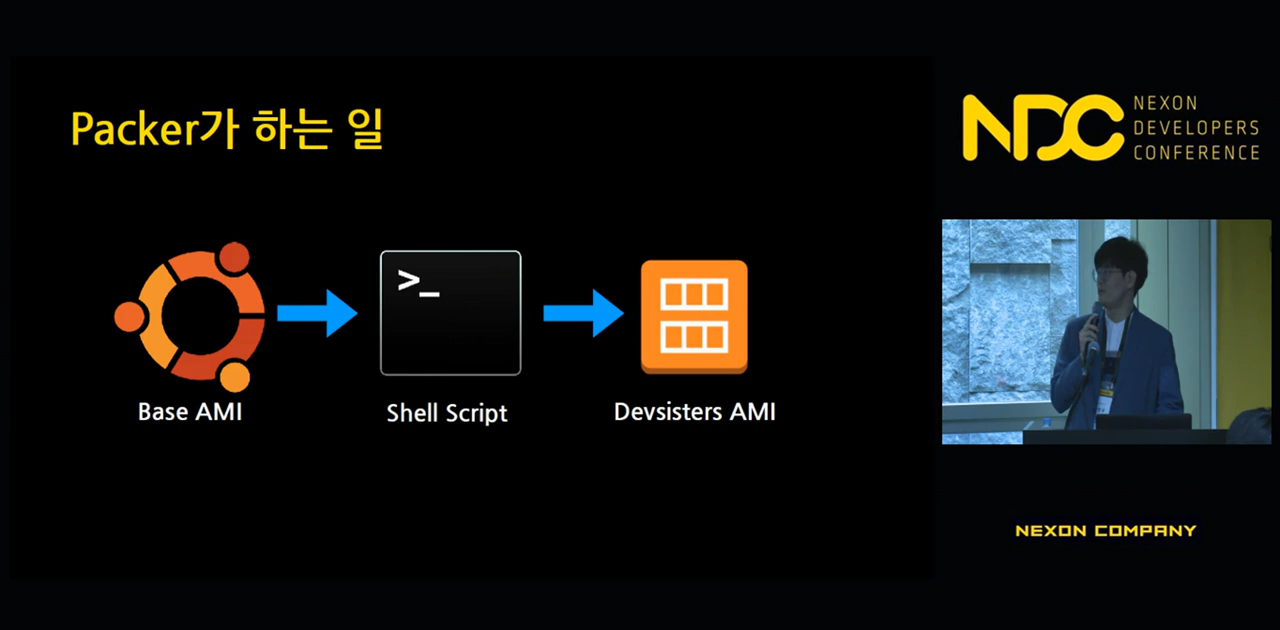 Packer가 하는 일
>_
Base AMI
Shell Script
Devsisters AMI
NDC
NEXON
DEVELOPERS
CONFERENCE
NEXON COMPANY